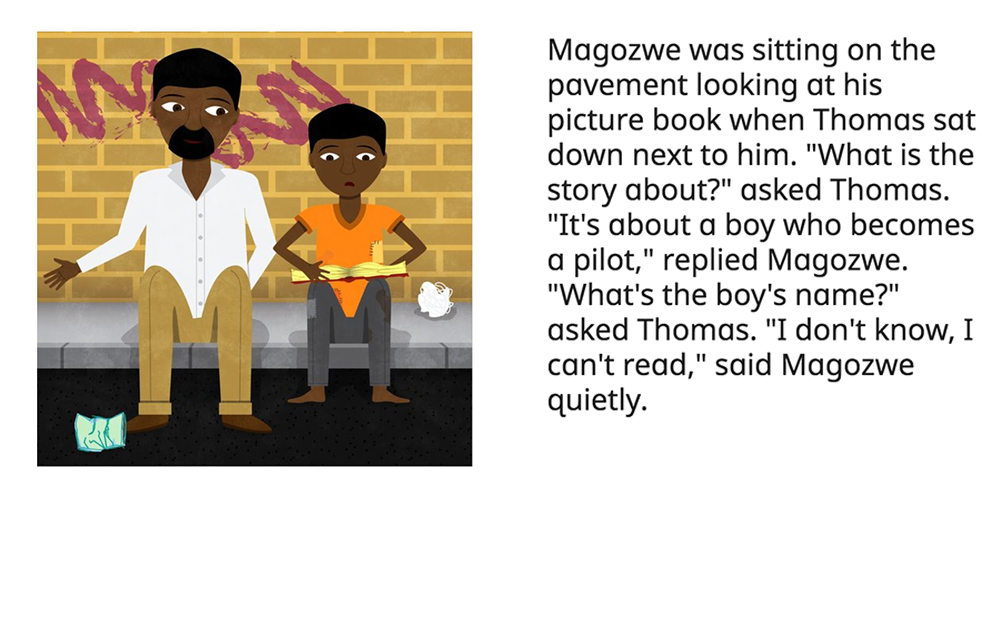 Magozwe was sitting on the
pavement looking at his
picture book when Thomas sat
down next to him. "What is the
story about?" asked Thomas.
"It's about a boy who becomes
a pilot," replied Magozwe.
"What's the boy's name?"
asked Thomas. "I don't know, I
can't read," said Magozwe
quietly.